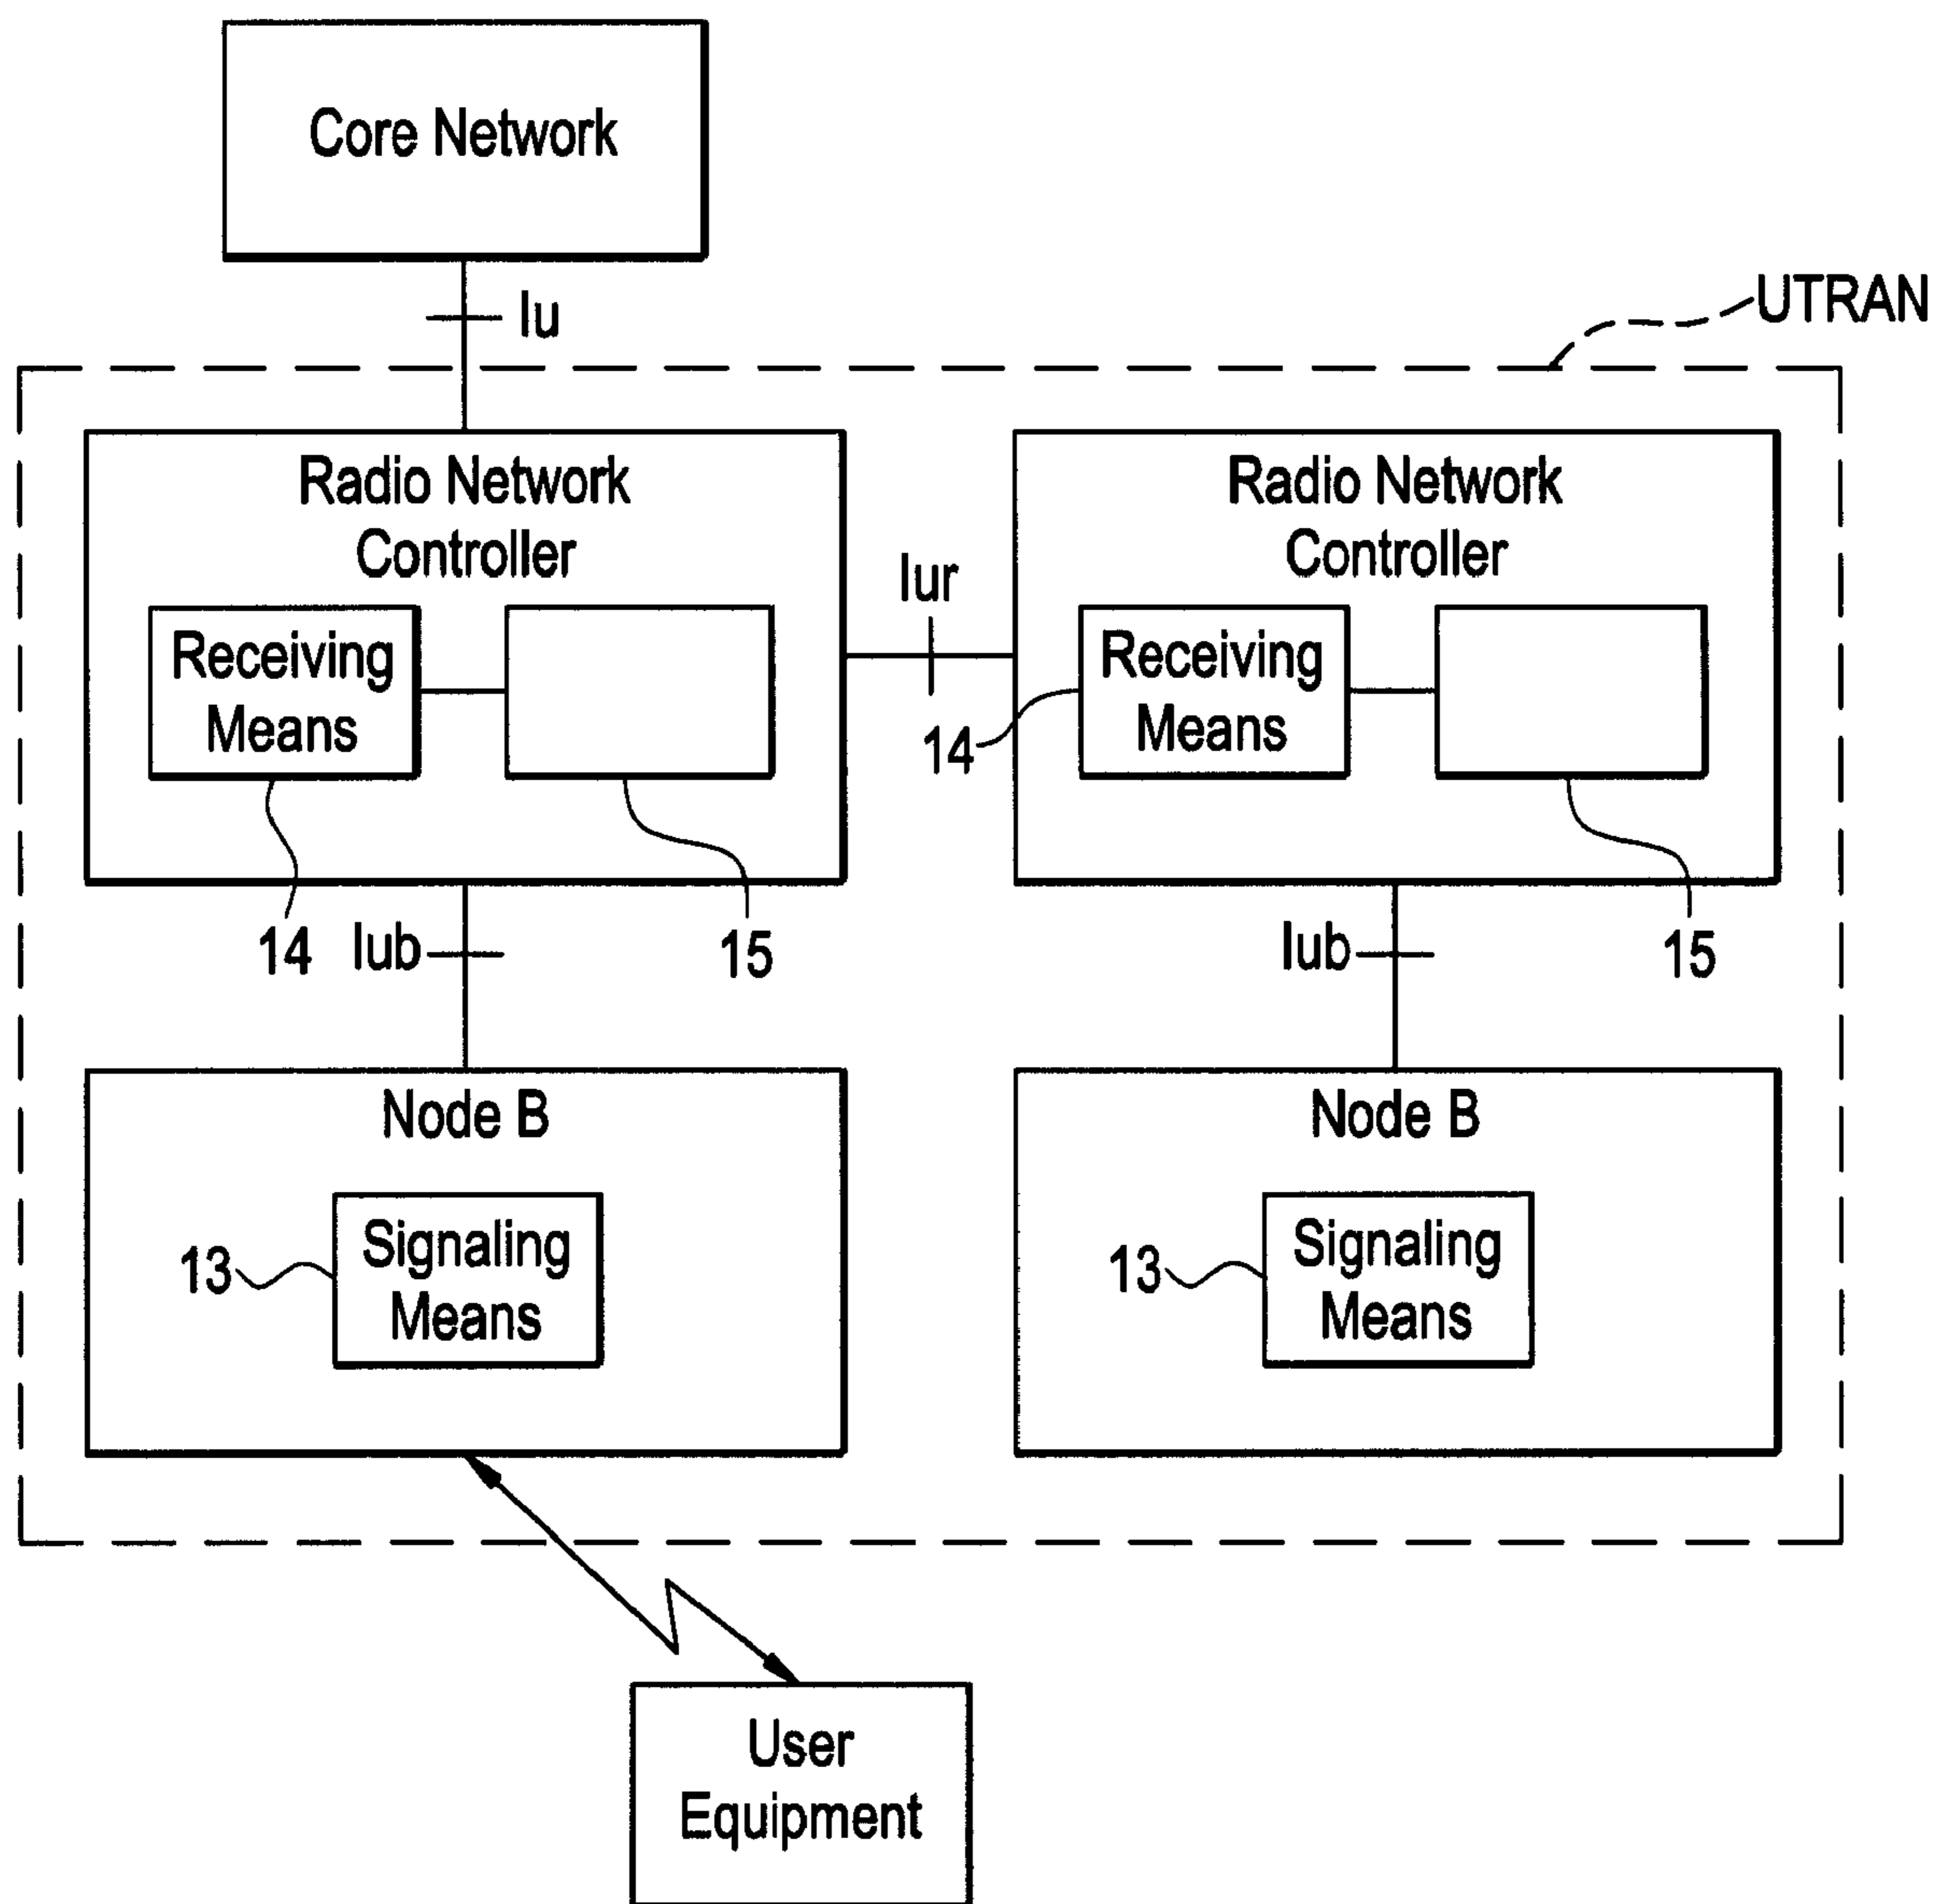 Core Network
Iu
UTRAN
Radio Network
Controller
Receiving
Means
14
15
Iur
Radio Network
Controller
Receiving
Means
14
15
Iub
Iub
Node B
Signaling
Means
13
Node B
Signaling
Means
13
User
Equipment